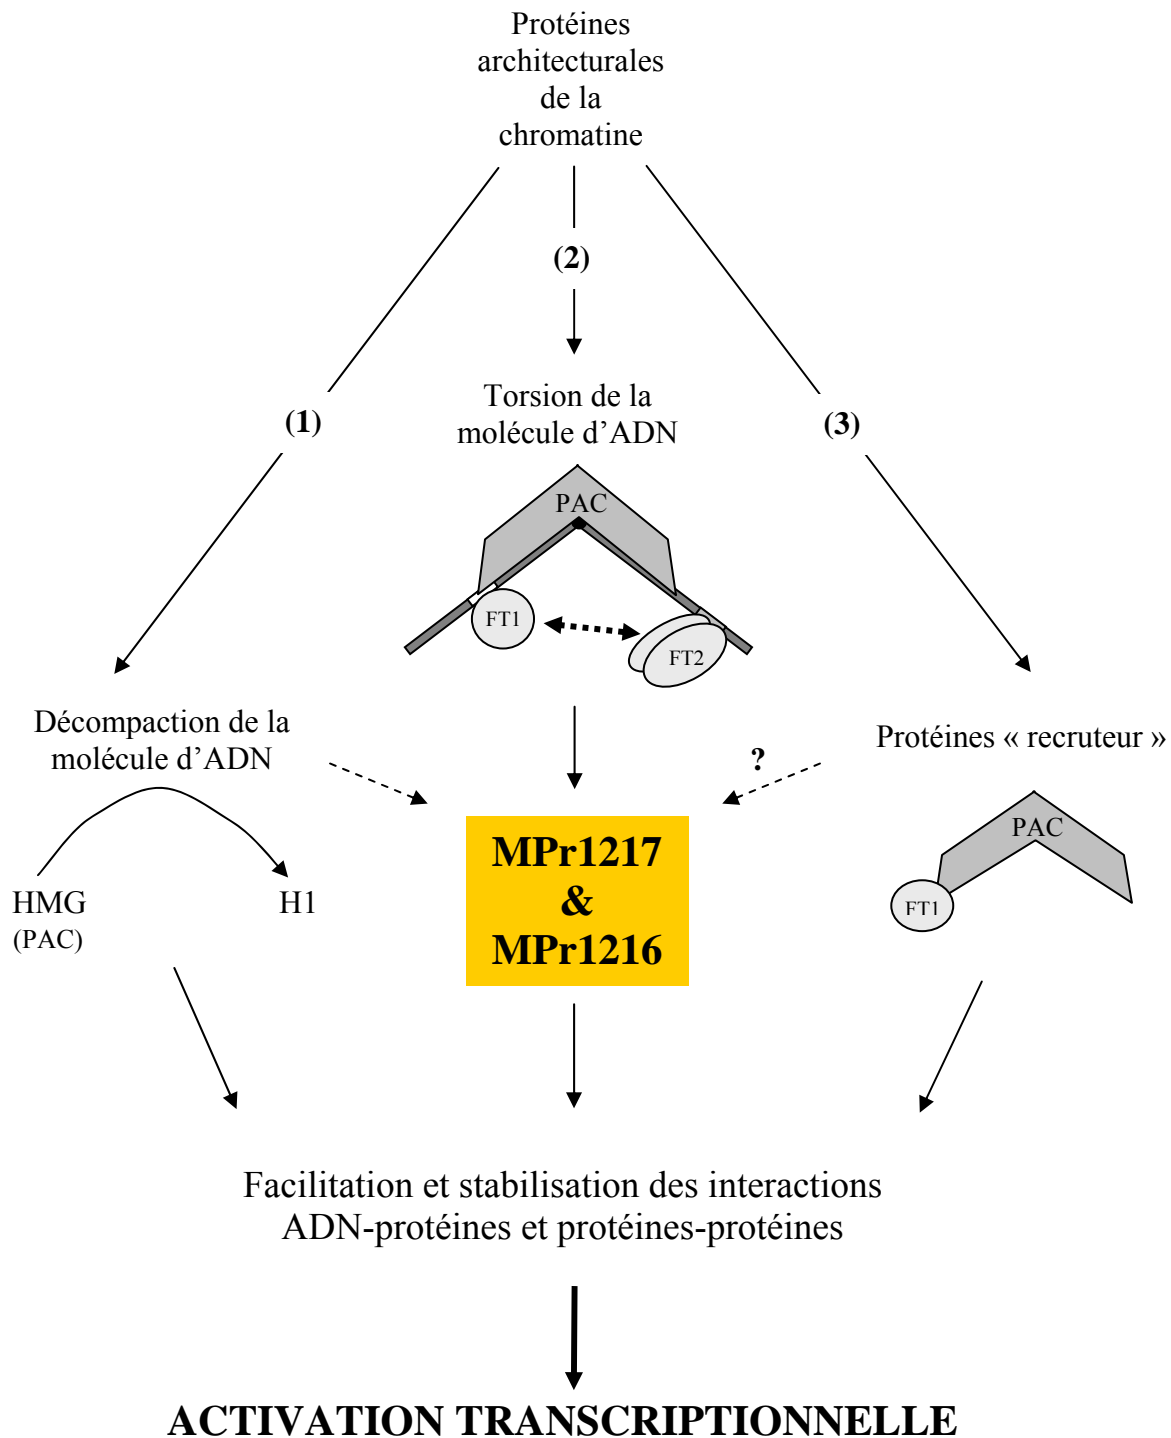 Protéines
architecturales
de la
chromatine
(2)
(1)
(3)
Torsion de la
molécule d’ADN
PAC
FT1
FT2
Décompaction de la
molécule d’ADN
HMG
(PAC)
H1
?
Protéines « recruteur »
PAC
FT1
MPr1217
&
MPr1216
Facilitation et stabilisation des interactions
ADN-protéines et protéines-protéines
ACTIVATION TRANSCRIPTIONNELLE